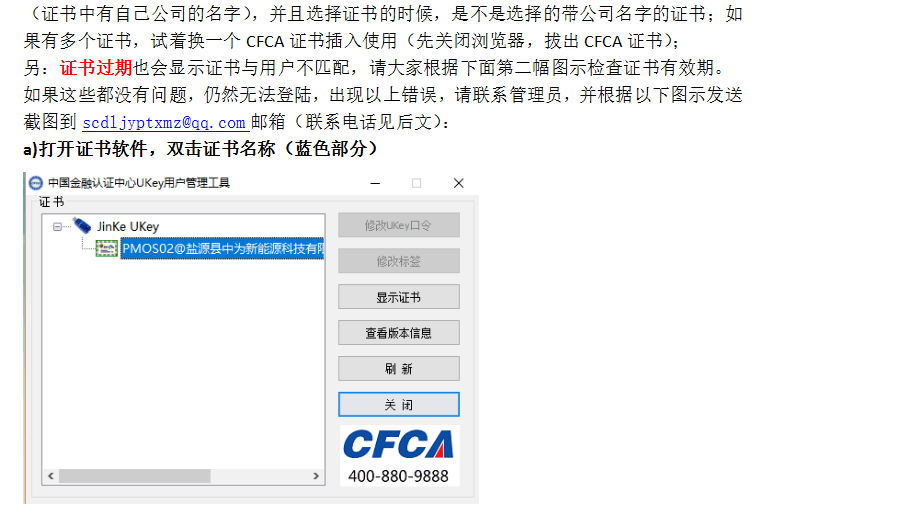 （证书中有自己公司的名字），并且选择证书的时候，是不是选择的带公司名字的证书；如
果有多个证书，试着换一个 CFCA 证书插入使用（先关闭浏览器，拔出 CFCA 证书）；
另：证书过期也会显示证书与用户不匹配，请大家根据下面第二幅图示检查证书有效期。
如果这些都没有问题，仍然无法登陆，出现以上错误，请联系管理员，并根据以下图示发送
截图到 scdljyptxmz@qq.com 邮箱（联系电话见后文）：
a)打开证书软件，双击证书名称（蓝色部分）
中国金融认证中心UKey用户管理工具
证书
JinKe UKey
PMOS02@盐源县中为新能源科技有限
修改UKey口令
修改标签
显示证书
查看版本信息
刷 新
关 闭
CFCA
400-880-9888